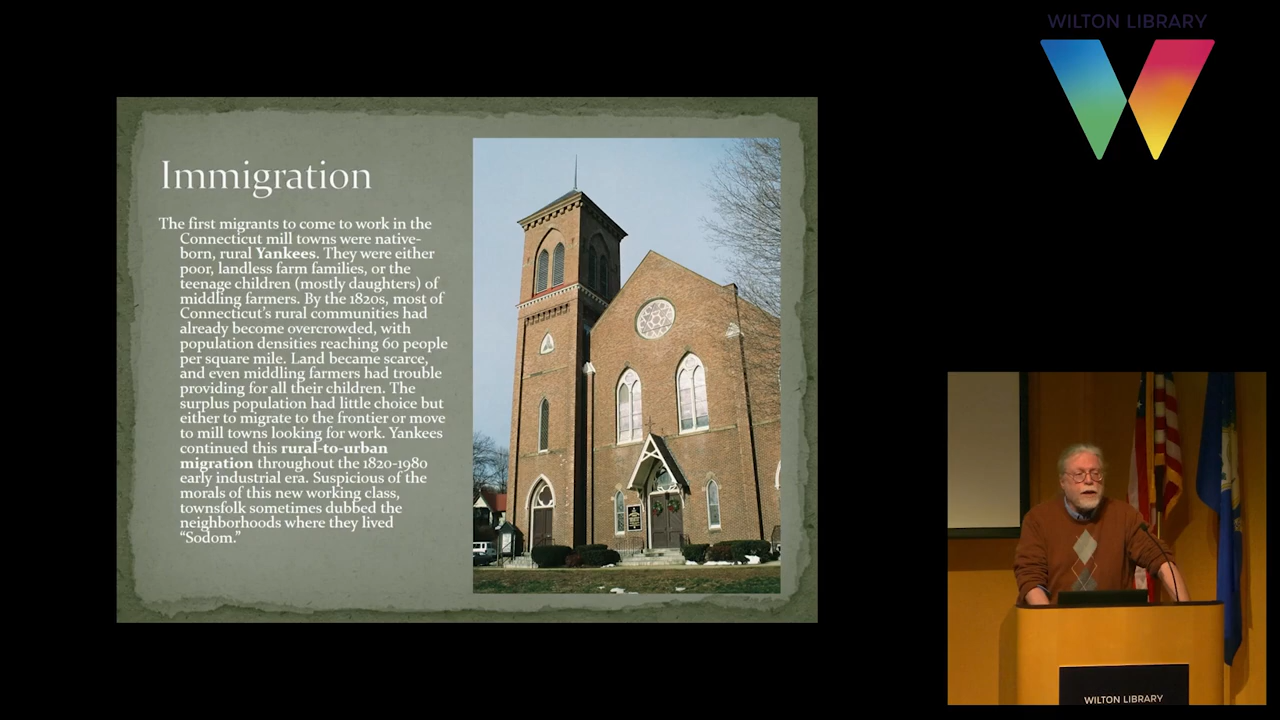 WILTON LIBRARY
Immigration
The first migrants to come to work in the
Connecticut mill towns were native-
born, rural Yankees. They were either
poor, landless farm families, or the
teenage children (mostly daughters) of
middling farmers. By the 1820s, most of
Connecticut's rural communities had
already become overcrowded, with
population densities reaching 60 people
per square mile. Land became scarce,
and even middling farmers had trouble
providing for all their children. The
surplus population had little choice but
either to migrate to the frontier or move
to mill towns looking for work. Yankees
continued this rural-to-urban
migration throughout the 1820-1980
early industrial era. Suspicious of the
morals of this new working class,
townsfolk sometimes dubbed the
neighborhoods where they lived
“Sodom.”
WILTON LIBRARY